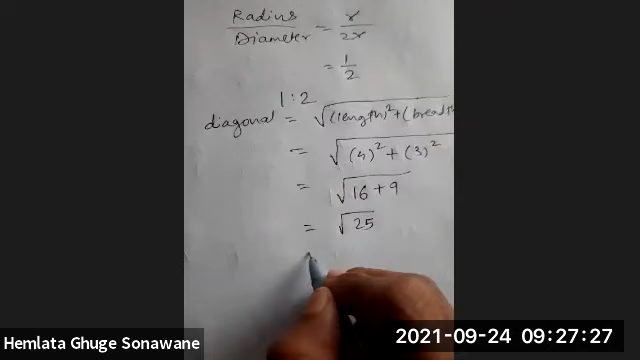 Radius/Diameter = r/2r
= 1/2
1 : 2
diagonal = √(length)² + (breadth
= √(4)² + (3)²
= √16 + 9
= √25
Hemlata Ghuge Sonawane
2021-09-24 09:27:27